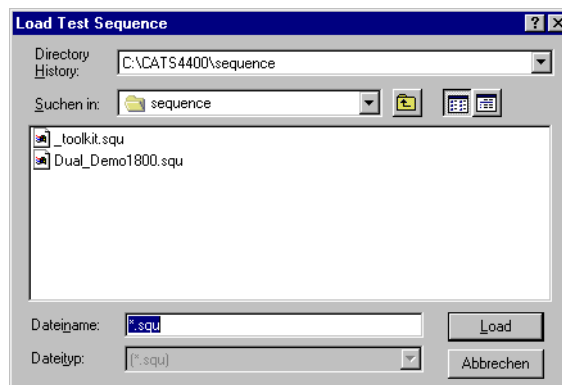 Load Test Sequence
Directory History: C:\CATS4400\sequence
Suchen in: sequence
_toolkit.squ
Dual_Demo1800.squ
Dateiname: *.squ
Load
Dateityp: (*.squ)
Abbrechen